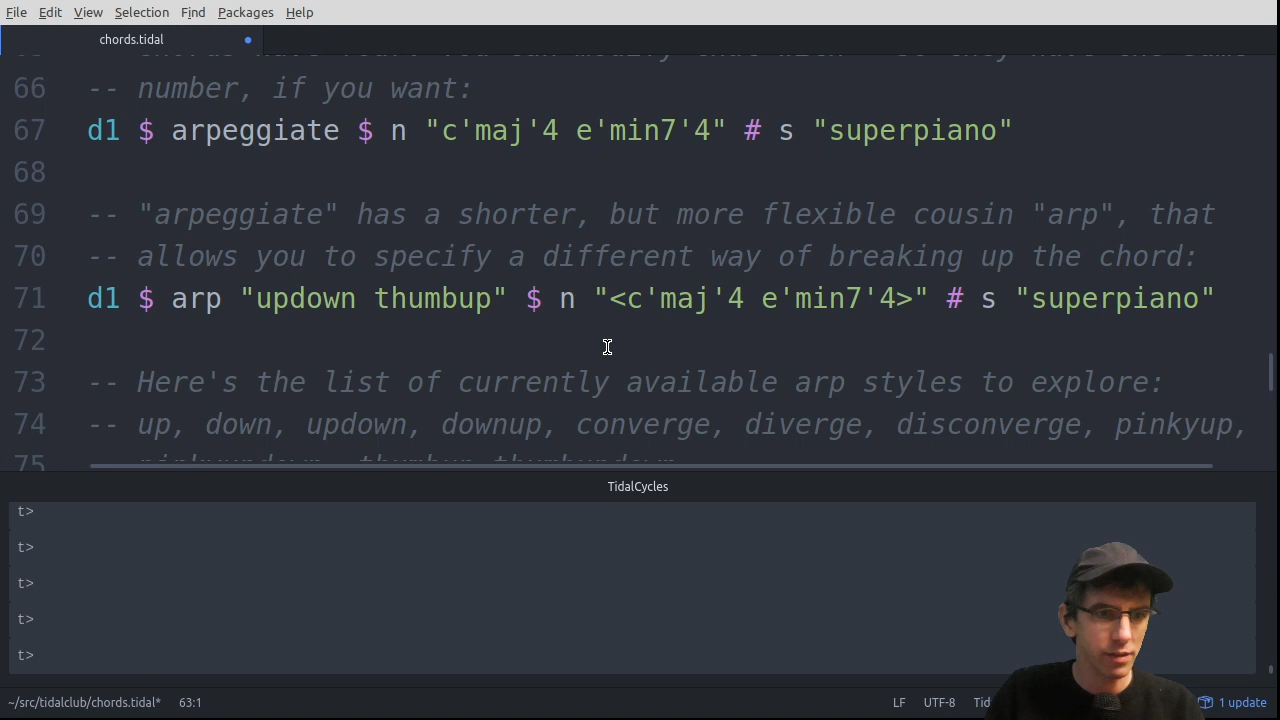 File Edit View Selection Find Packages Help
chords.tidal
66 -- number, if you want:
67 d1 $ arpeggiate $ n "c'maj'4 e'min7'4" # s "superpiano"
68
69 -- "arpeggiate" has a shorter, but more flexible cousin "arp", that
70 -- allows you to specify a different way of breaking up the chord:
71 d1 $ arp "updown thumbup" $ n "<c'maj'4 e'min7'4>" # s "superpiano"
72
73 -- Here's the list of currently available arp styles to explore:
74 -- up, down, updown, downup, converge, diverge, disconverge, pinkyup,
75
TidalCycles
t>
t>
t>
t>
t>
~/src/tidalclub/chords.tidal* 63:1 LF UTF-8 Tid 1 update